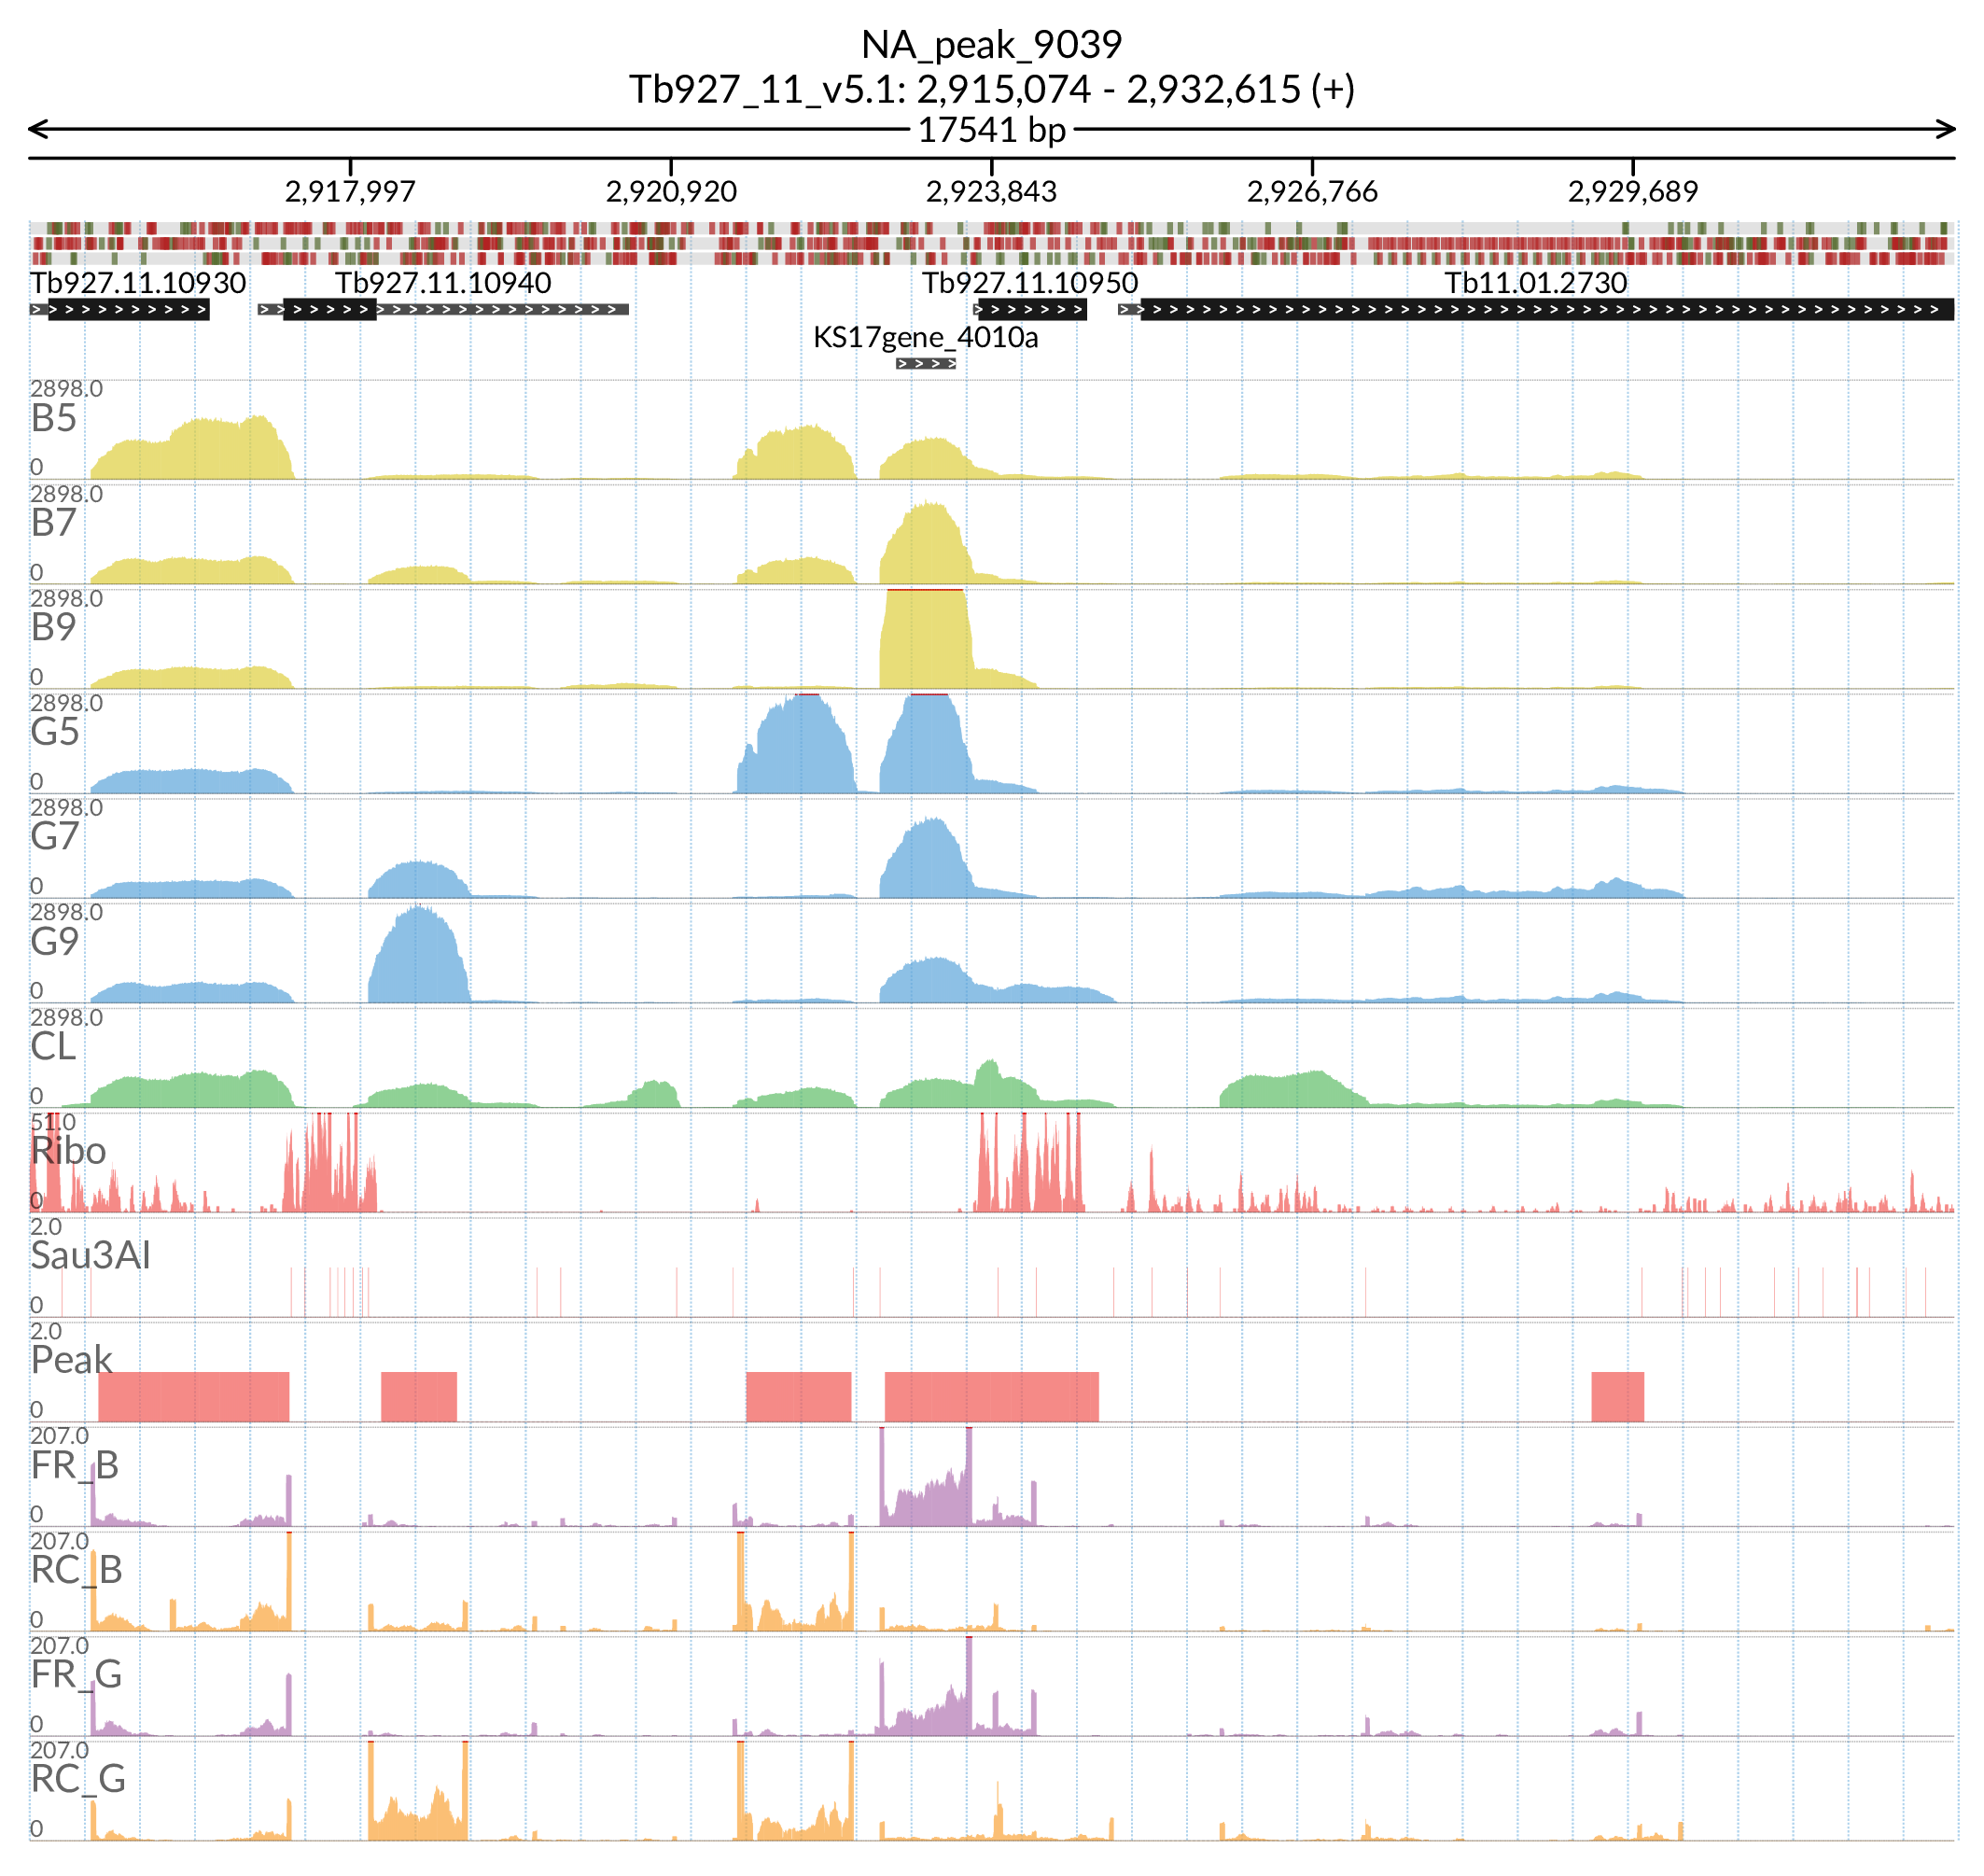 NA_peak_9039
Tb927_11_v5.1: 2,915,074 - 2,932,615 (+)
17541 bp
2,917,997 2,920,920 2,923,843 2,926,766 2,929,689
Tb927.11.10930 Tb927.11.10940 Tb927.11.10950 Tb11.01.2730
KS17gene_4010a
2898.0
B5
0
2898.0
B7
0
2898.0
B9
0
2898.0
G5
0
2898.0
G7
0
2898.0
G9
0
2898.0
CL
0
51.0
Ribo
0
2.0
Sau3AI
0
2.0
Peak
0
207.0
FR_B
0
207.0
RC_B
0
207.0
FR_G
0
207.0
RC_G
0